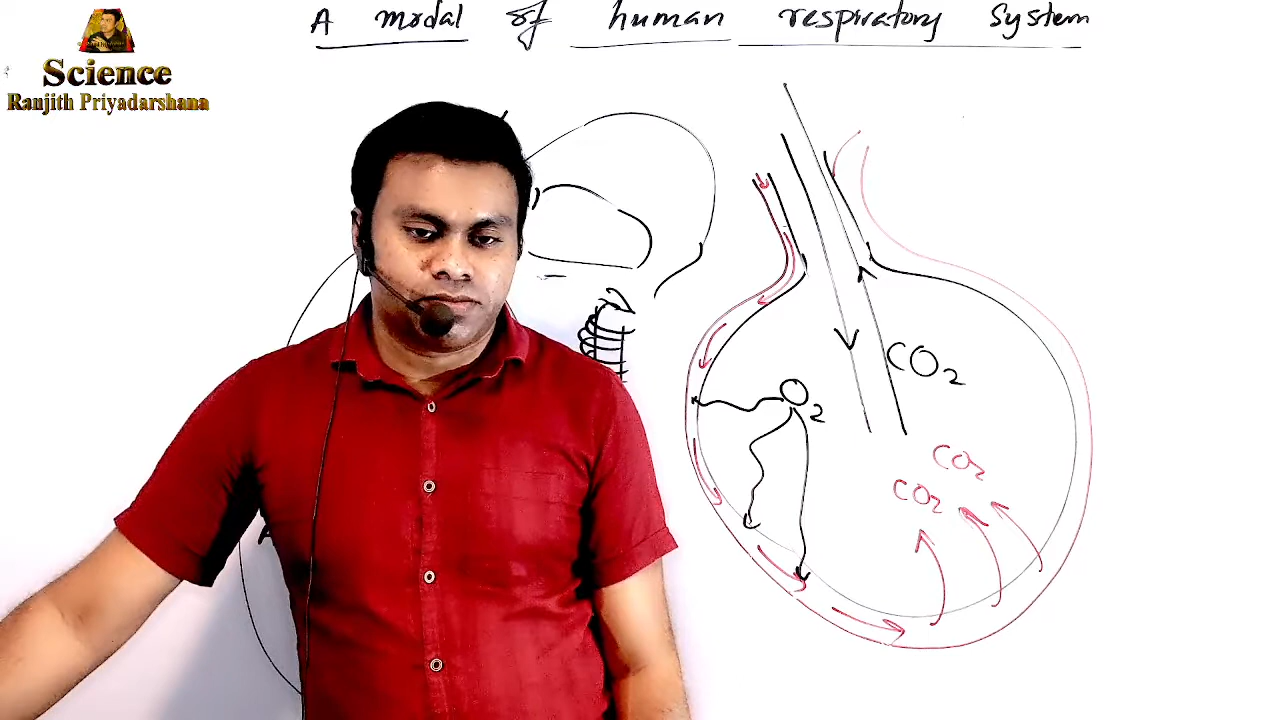 A modal of human respiratory system
Science
Ranjith Priyadarshana
CO2
O2
CO2
CO2